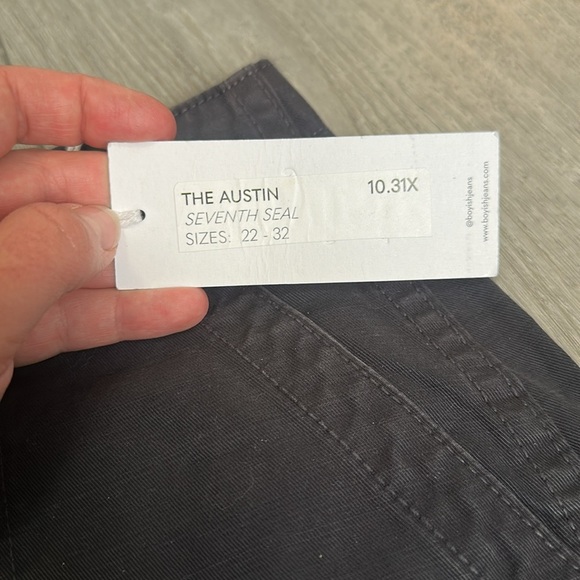 THE AUSTIN 10.31X
SEVENTH SEAL
SIZES: 22 - 32
@boyishjeans
www.boyishjeans.com